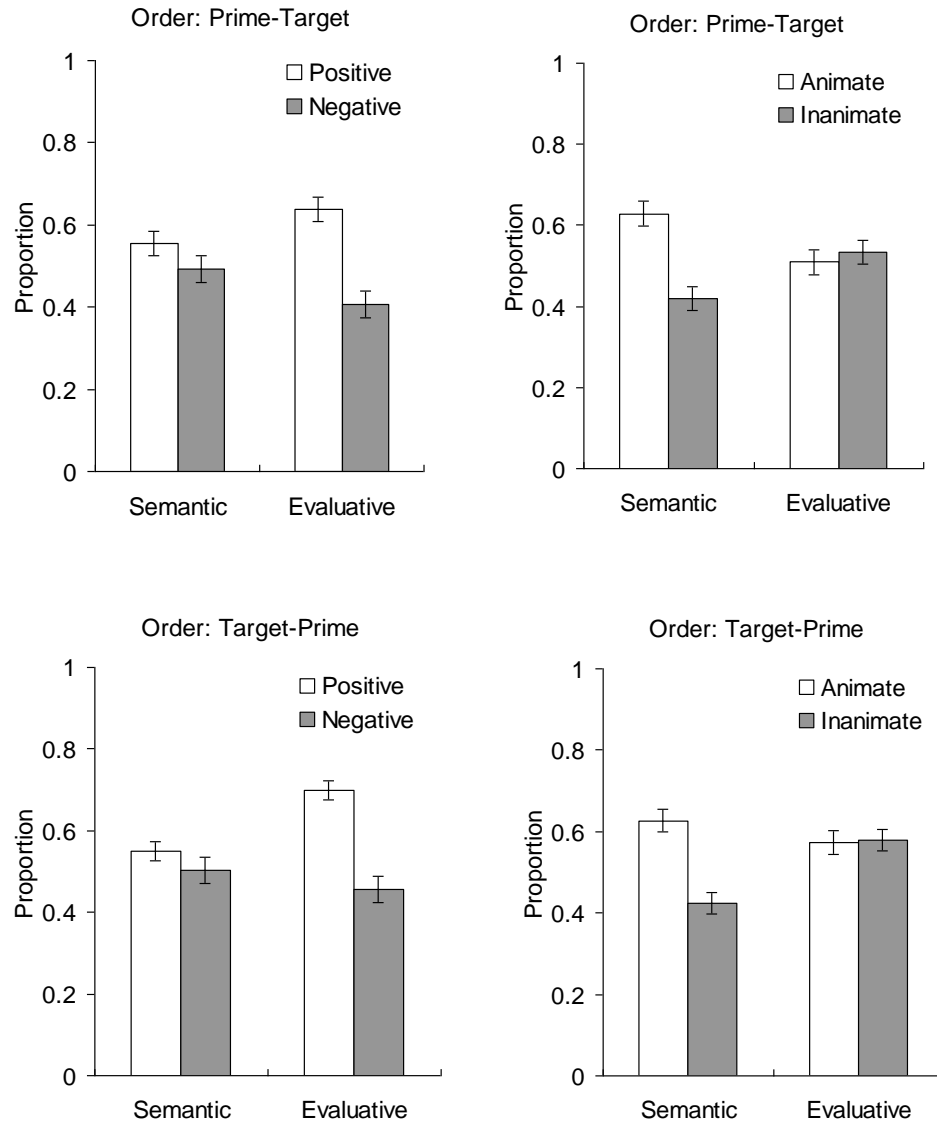 Order: Prime-Target
1
0.8
0.6
0.4
0.2
0
Proportion
Positive
Negative
Semantic Evaluative
Order: Prime-Target
1
0.8
0.6
0.4
0.2
0
Proportion
Animate
Inanimate
Semantic Evaluative
Order: Target-Prime
1
0.8
0.6
0.4
0.2
0
Proportion
Positive
Negative
Semantic Evaluative
Order: Target-Prime
1
0.8
0.6
0.4
0.2
0
Proportion
Animate
Inanimate
Semantic Evaluative